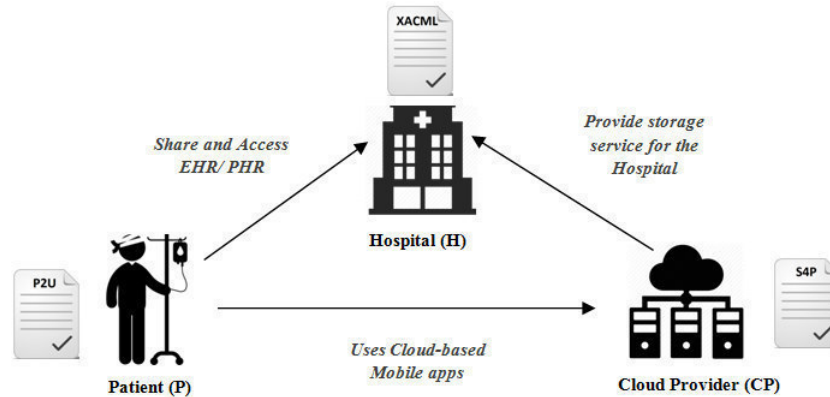 XACML
Share and Access
EHR/ PHR
Provide storage
service for the
Hospital
Hospital (H)
P2U
S4P
Uses Cloud-based
Mobile apps
Patient (P)
Cloud Provider (CP)